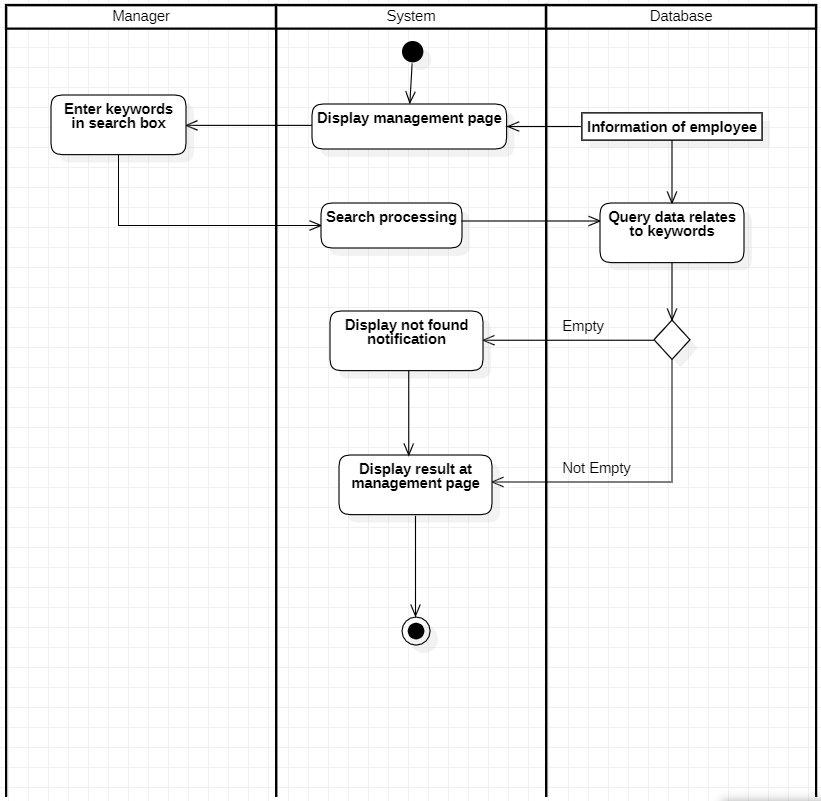 Manager
System
Database
Enter keywords
in search box
Display management page
Information of employee
Search processing
Query data relates
to keywords
Display not found
notification
Empty
Display result at
management page
Not Empty